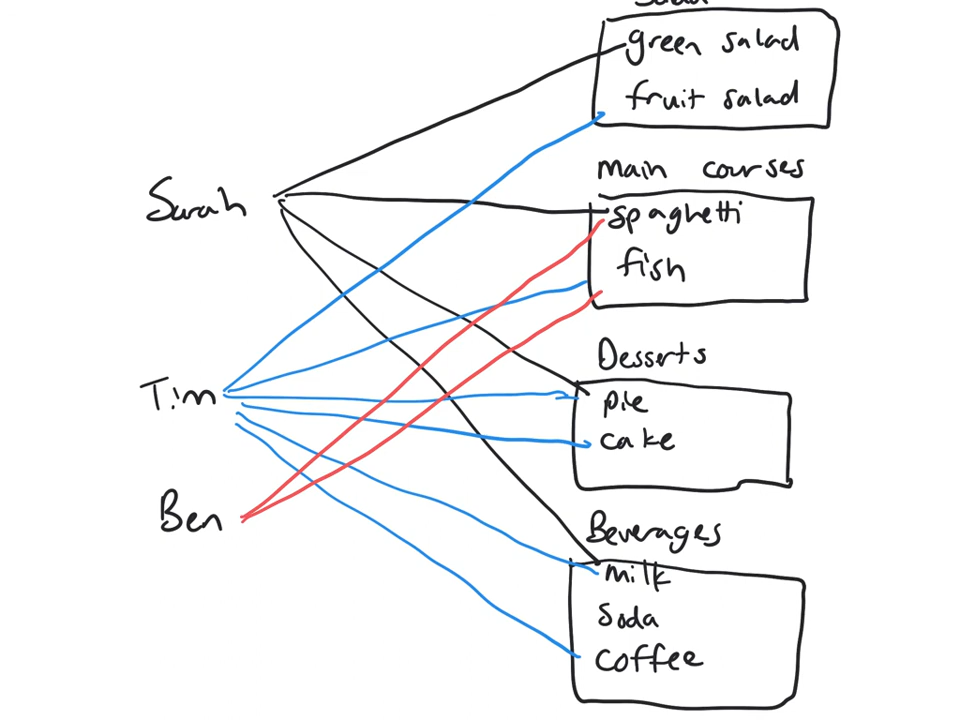 green salad
fruit salad
Main courses
Sarah
spaghetti
fish
Desserts
Tim
pie
cake
Ben
Beverages
milk
Soda
coffee